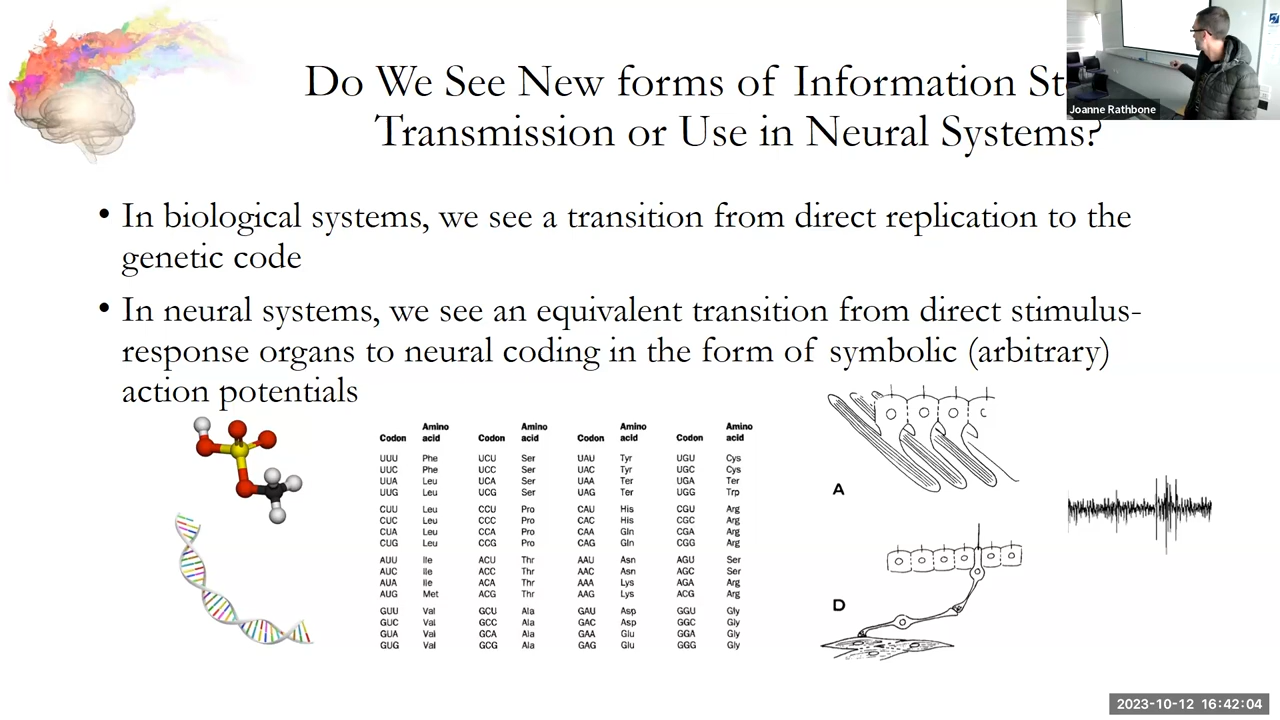 Do We See New forms of Information St
Transmission or Use in Neural Systems?
Joanne Rathbone
• In biological systems, we see a transition from direct replication to the
genetic code
• In neural systems, we see an equivalent transition from direct stimulus-
response organs to neural coding in the form of symbolic (arbitrary)
action potentials
Codon Amino acid Codon Amino acid Codon Amino acid Codon Amino acid
UUU Phe UCU Ser UAU Tyr UGU Cys
UUC Phe UCC Ser UAC Tyr UGC Cys
UUA Leu UCA Ser UAA Ter UGA Ter
UUG Leu UCG Ser UAG Ter UGG Trp
CUU Leu CCU Pro CAU His CGU Arg
CUC Leu CCC Pro CAC His CGC Arg
CUA Leu CCA Pro CAA Gln CGA Arg
CUG Leu CCG Pro CAG Gln CGG Arg
AUU Ile ACU Thr AAU Asn AGU Ser
AUC Ile ACC Thr AAC Asn AGC Ser
AUA Ile ACA Thr AAA Lys AGA Arg
AUG Met ACG Thr AAG Lys ACG Arg
GUU Val GCU Ala GAU Asp GGU Gly
GUC Val GCC Ala GAC Asp GGC Gly
GUA Val GCA Ala GAA Glu GGA Gly
GUG Val GCG Ala GAG Glu GGG Gly
A
D
2023-10-12 16:42:04